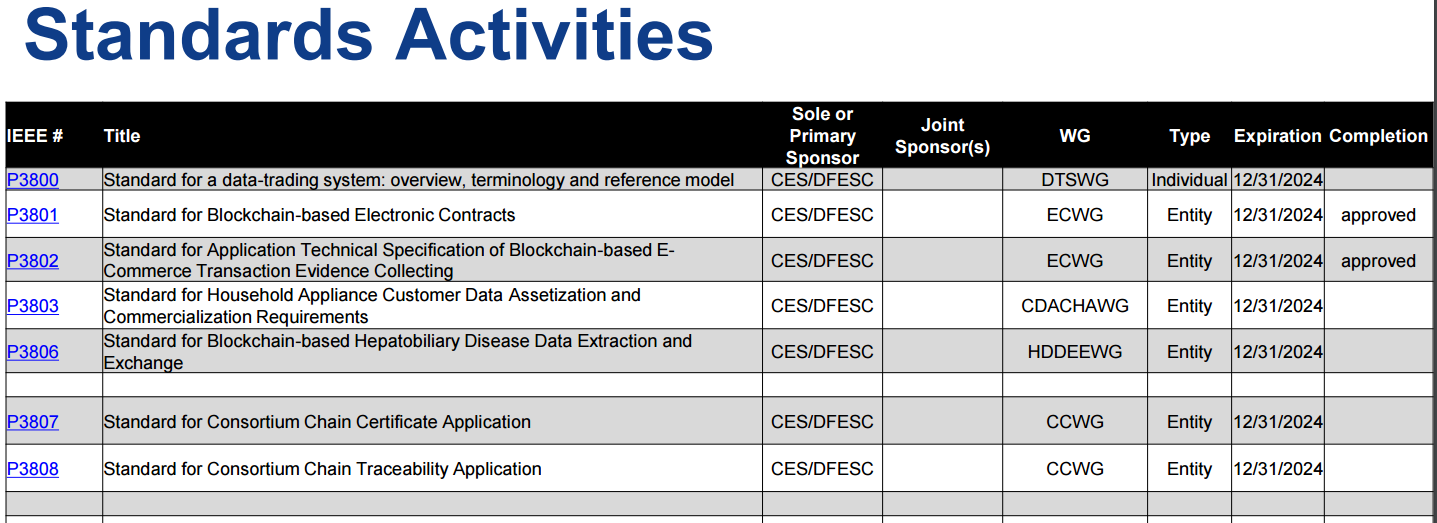 Standards Activities
IEEE # Title Sole or Primary Sponsor Joint Sponsor(s) WG Type Expiration Completion
P3800 Standard for a data-trading system: overview, terminology and reference model CES/DFESC DTSWG Individual 12/31/2024
P3801 Standard for Blockchain-based Electronic Contracts CES/DFESC ECWG Entity 12/31/2024 approved
P3802 Standard for Application Technical Specification of Blockchain-based E-
Commerce Transaction Evidence Collecting CES/DFESC ECWG Entity 12/31/2024 approved
P3803 Standard for Household Appliance Customer Data Assetization and
Commercialization Requirements CES/DFESC CDACHAWG Entity 12/31/2024
P3806 Standard for Blockchain-based Hepatobiliary Disease Data Extraction and
Exchange CES/DFESC HDDEEWG Entity 12/31/2024
P3807 Standard for Consortium Chain Certificate Application CES/DFESC CCWG Entity 12/31/2024
P3808 Standard for Consortium Chain Traceability Application CES/DFESC CCWG Entity 12/31/2024